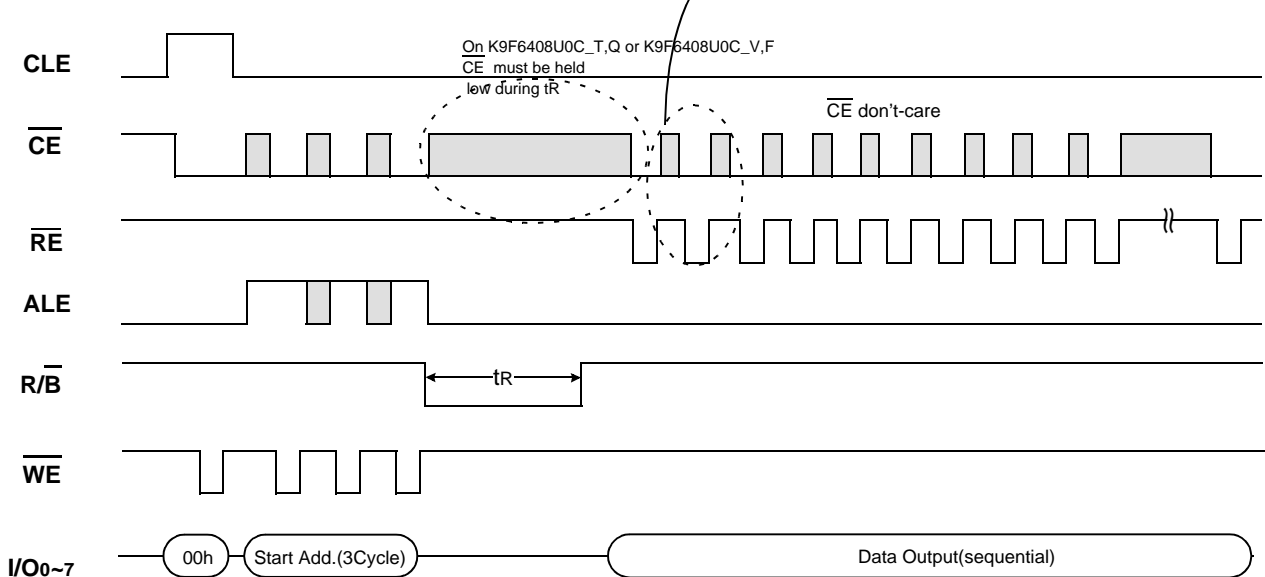 On K9F6408U0C_T,Q or K9F6408U0C_V,F
CE must be held
low during tR
CLE
CE don't-care
CE
RE
ALE
R/B
tR
WE
I/O0~7
00h
Start Add.(3Cycle)
Data Output(sequential)